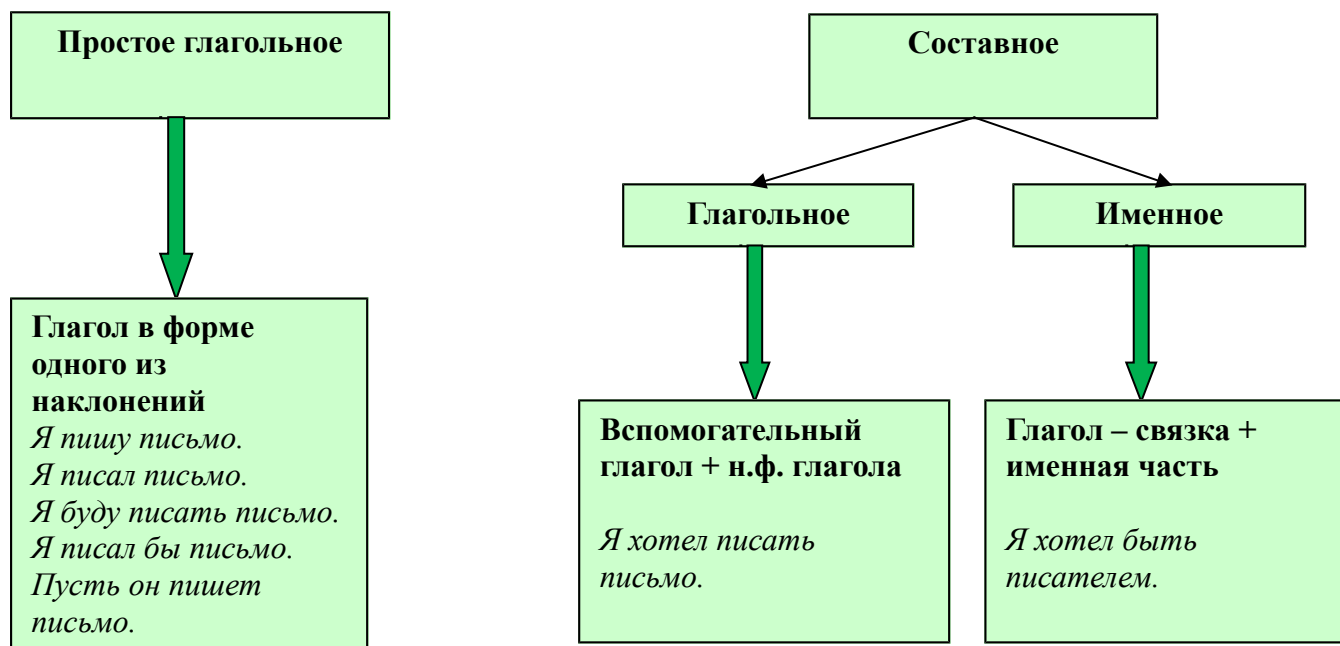 Простое глагольное
Составное
Глагольное
Именное
Глагол в форме
одного из
наклонений
Я пишу письмо.
Я писал письмо.
Я буду писать письмо.
Я писал бы письмо.
Пусть он пишет
письмо.
Вспомогательный
глагол + н.ф. глагола
Я хотел писать
письмо.
Глагол – связка +
именная часть
Я хотел быть
писателем.